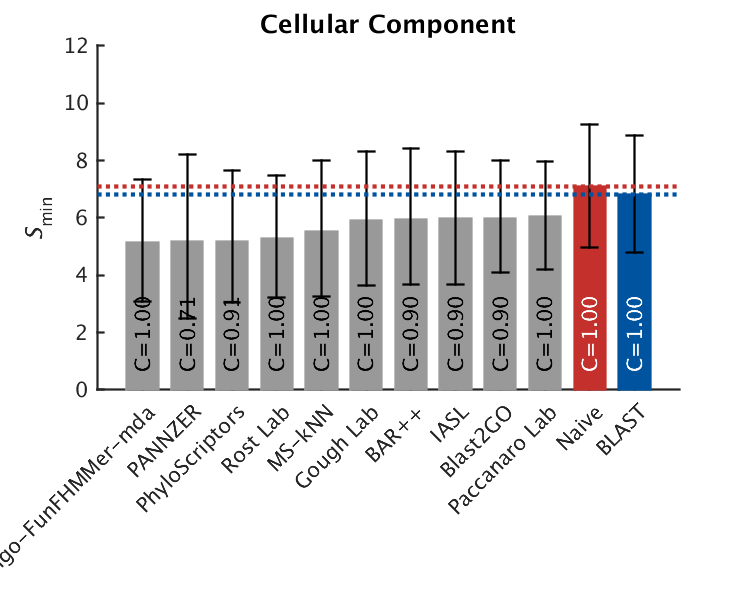 Cellular Component
12
10
8
6
4
2
0
Smin
C=1.00
C=0.71
C=0.91
C=1.00
C=1.00
C=1.00
C=0.90
C=0.90
C=0.90
C=1.00
C=1.00
C=1.00
go-FunFHMMer-mda
PANNZER
PhyloScriptors
Rost Lab
MS-kNN
Gough Lab
BAR++
IASL
Blast2GO
Paccanaro Lab
Naive
BLAST